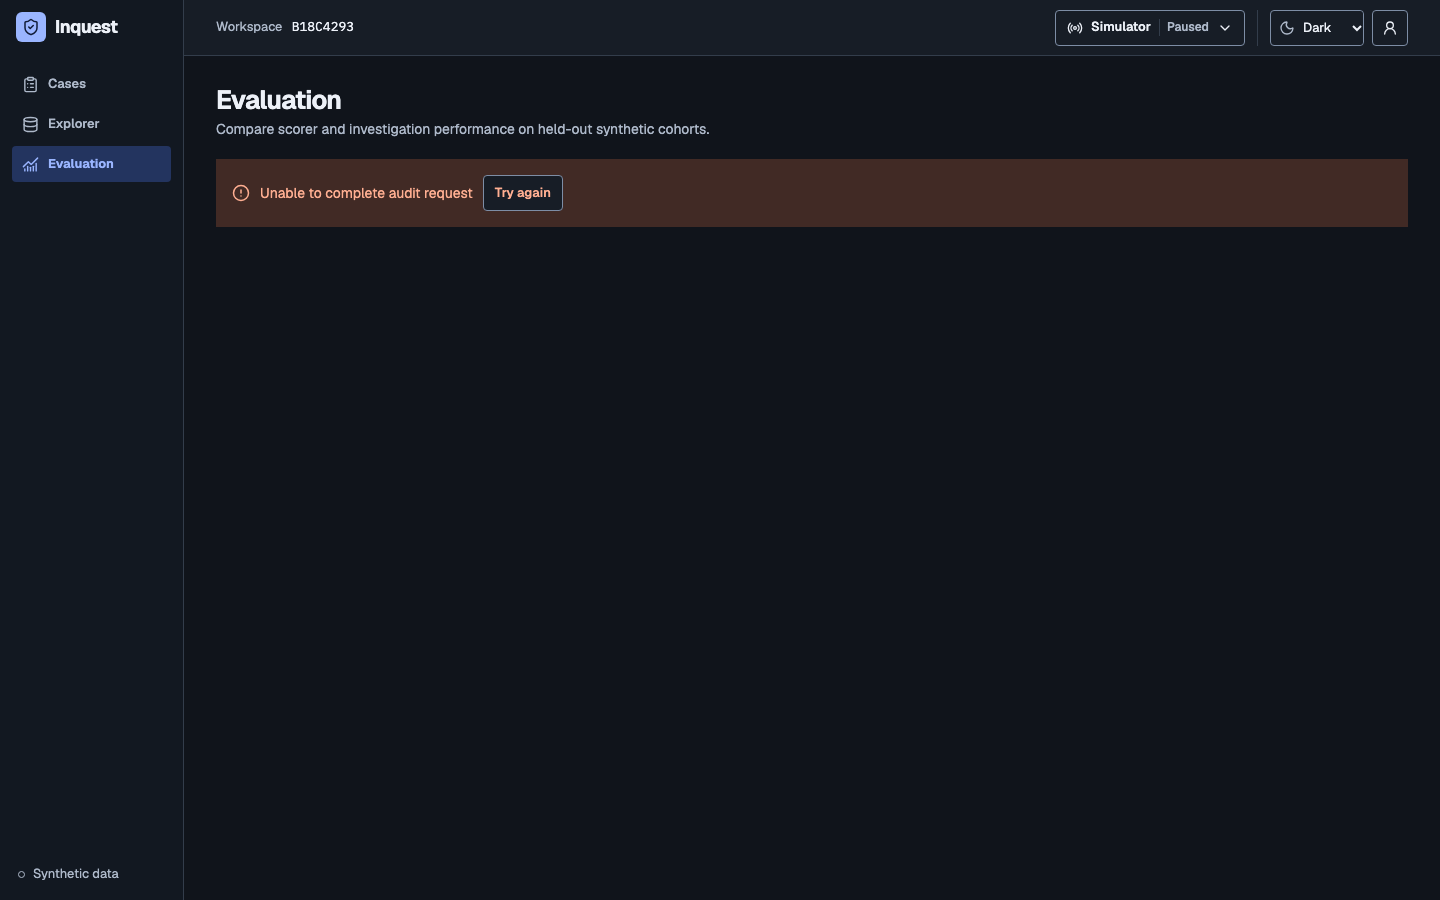 Inquest
Workspace B18C4293
Simulator Paused
Dark
Cases
Explorer
Evaluation
Evaluation
Compare scorer and investigation performance on held-out synthetic cohorts.
Unable to complete audit request
Try again
Synthetic data